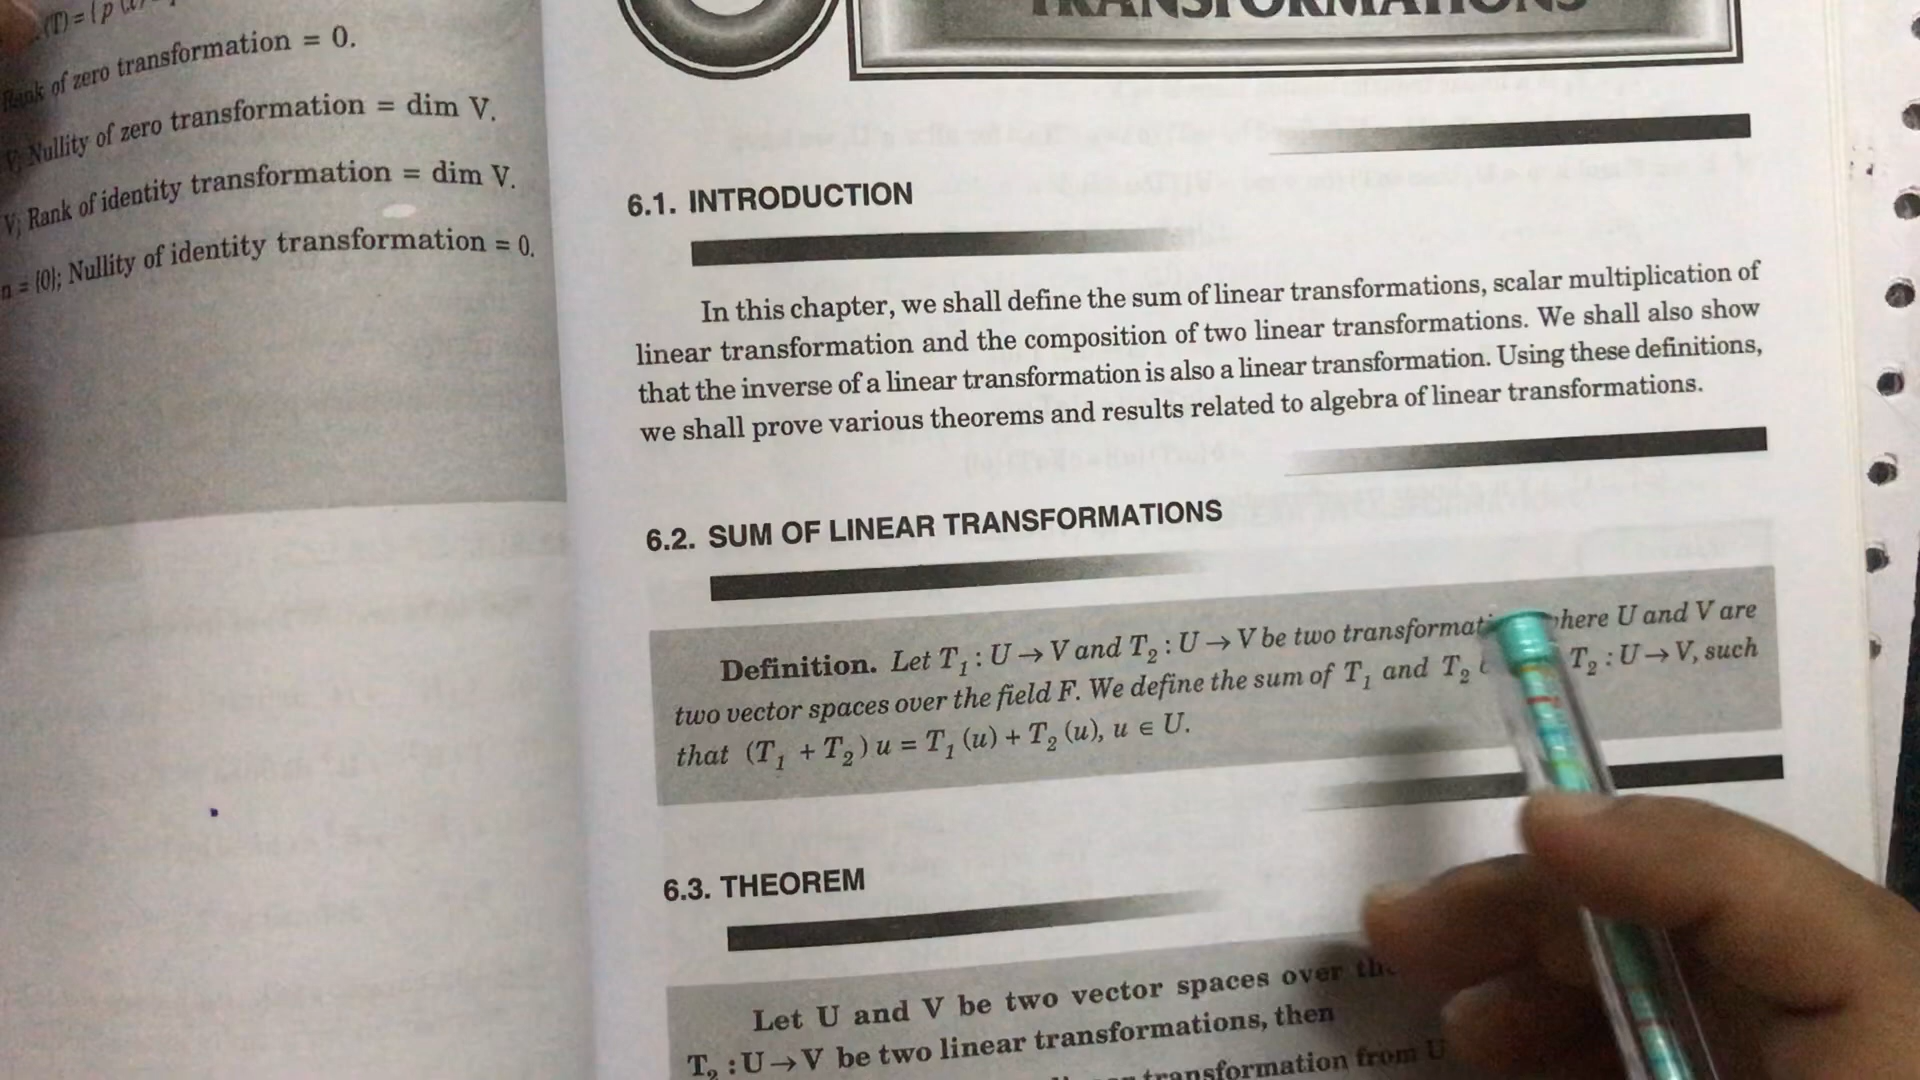 (T) = { p
Rank of zero transformation = 0.
Nullity of zero transformation = dim V.
V; Rank of identity transformation = dim V.
n = {0}; Nullity of identity transformation = 0.
TRANSFORMATIONS
6.1. INTRODUCTION
In this chapter, we shall define the sum of linear transformations, scalar multiplication of
linear transformation and the composition of two linear transformations. We shall also show
that the inverse of a linear transformation is also a linear transformation. Using these definitions,
we shall prove various theorems and results related to algebra of linear transformations.
6.2. SUM OF LINEAR TRANSFORMATIONS
Definition. Let T₁ : U → V and T₂ : U → V be two U and V are
two vector spaces over the field F. We define the sum of T₁ and T₂ T₂ : U → V, such
that (T₁ + T₂) u = T₁ (u) + T₂ (u), u ∈ U.
6.3. THEOREM
Let U and V be two vector spaces over
T₂ : U → V be two linear transformations, then
transformation from U